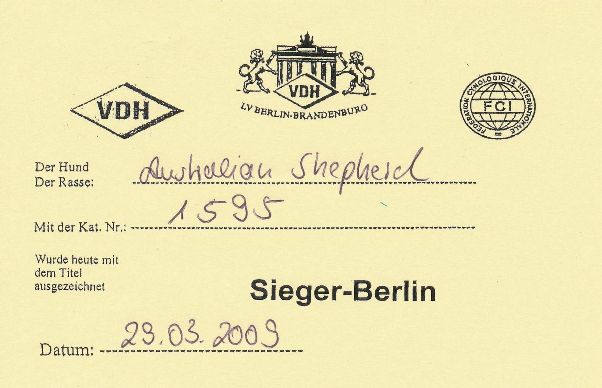 VDH
VDH
LV BERLIN-BRANDENBURG
FEDERATION CYNOLOGIQUE INTERNATIONALE
FCI
Der Hund
Der Rasse: Australian Shepherd
Mit der Kat. Nr.: 1595
Wurde heute mit
dem Titel
ausgezeichnet
Sieger-Berlin
Datum: 29.03.2009